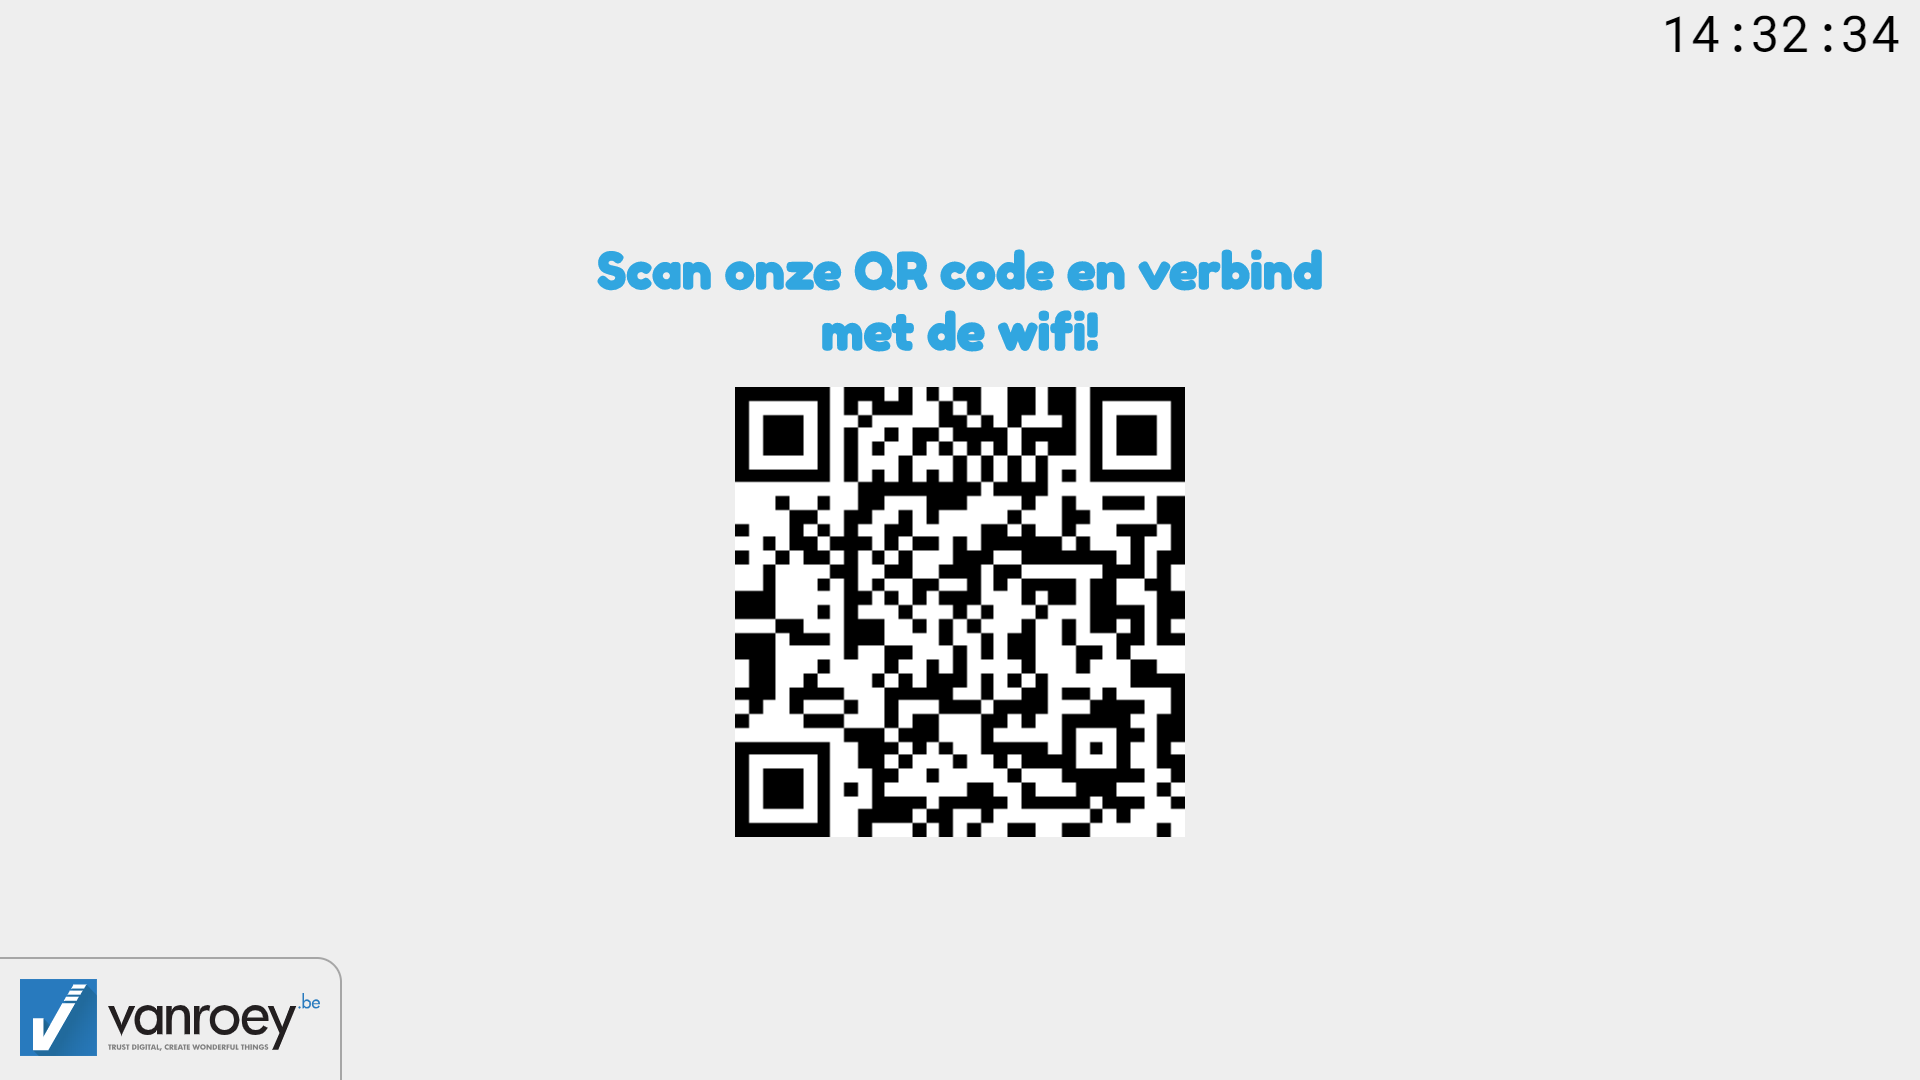 14:32:34
Scan onze QR code en verbind
met de wifi!
vanroey.be
TRUST DIGITAL, CREATE WONDERFUL THINGS